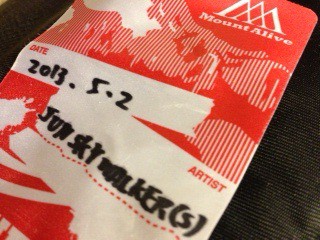 Mount Alive
DATE
2013. 5. 2
JUN SKY WALKER(S)
ARTIST